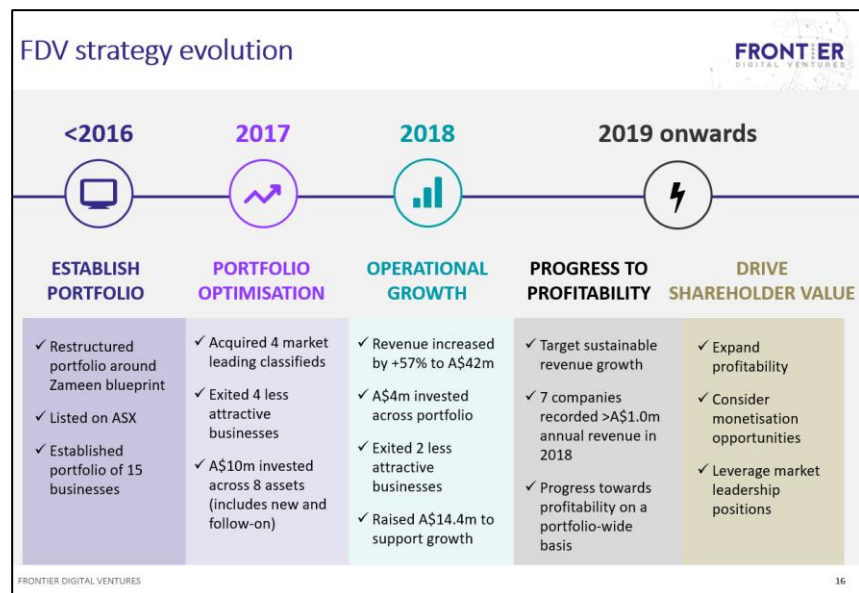 FDV strategy evolution
FRONTIER
DIGITAL VENTURES
<2016
2017
2018
2019 onwards
ESTABLISH
PORTFOLIO
✓ Restructured
portfolio around
Zameen blueprint
✓ Listed on ASX
✓ Established
portfolio of 15
businesses
PORTFOLIO
OPTIMISATION
✓ Acquired 4 market
leading classifieds
✓ Exited 4 less
attractive
businesses
✓ A$10m invested
across 8 assets
(includes new and
follow-on)
OPERATIONAL
GROWTH
✓ Revenue increased
by +57% to A$42m
✓ A$4m invested
across portfolio
✓ Exited 2 less
attractive
businesses
✓ Raised A$14.4m to
support growth
PROGRESS TO
PROFITABILITY
✓ Target sustainable
revenue growth
✓ 7 companies
recorded >A$1.0m
annual revenue in
2018
✓ Progress towards
profitability on a
portfolio-wide
basis
DRIVE
SHAREHOLDER VALUE
✓ Expand
profitability
✓ Consider
monetisation
opportunities
✓ Leverage market
leadership
positions
FRONTIER DIGITAL VENTURES
16